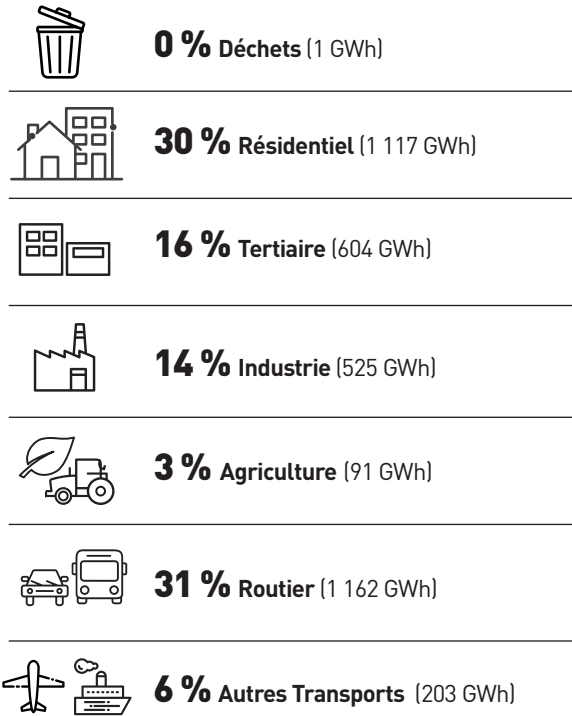 0 % Déchets (1 GWh)
30 % Résidentiel (1 117 GWh)
16 % Tertiaire (604 GWh)
14 % Industrie (525 GWh)
3 % Agriculture (91 GWh)
31 % Routier (1 162 GWh)
6 % Autres Transports (203 GWh)